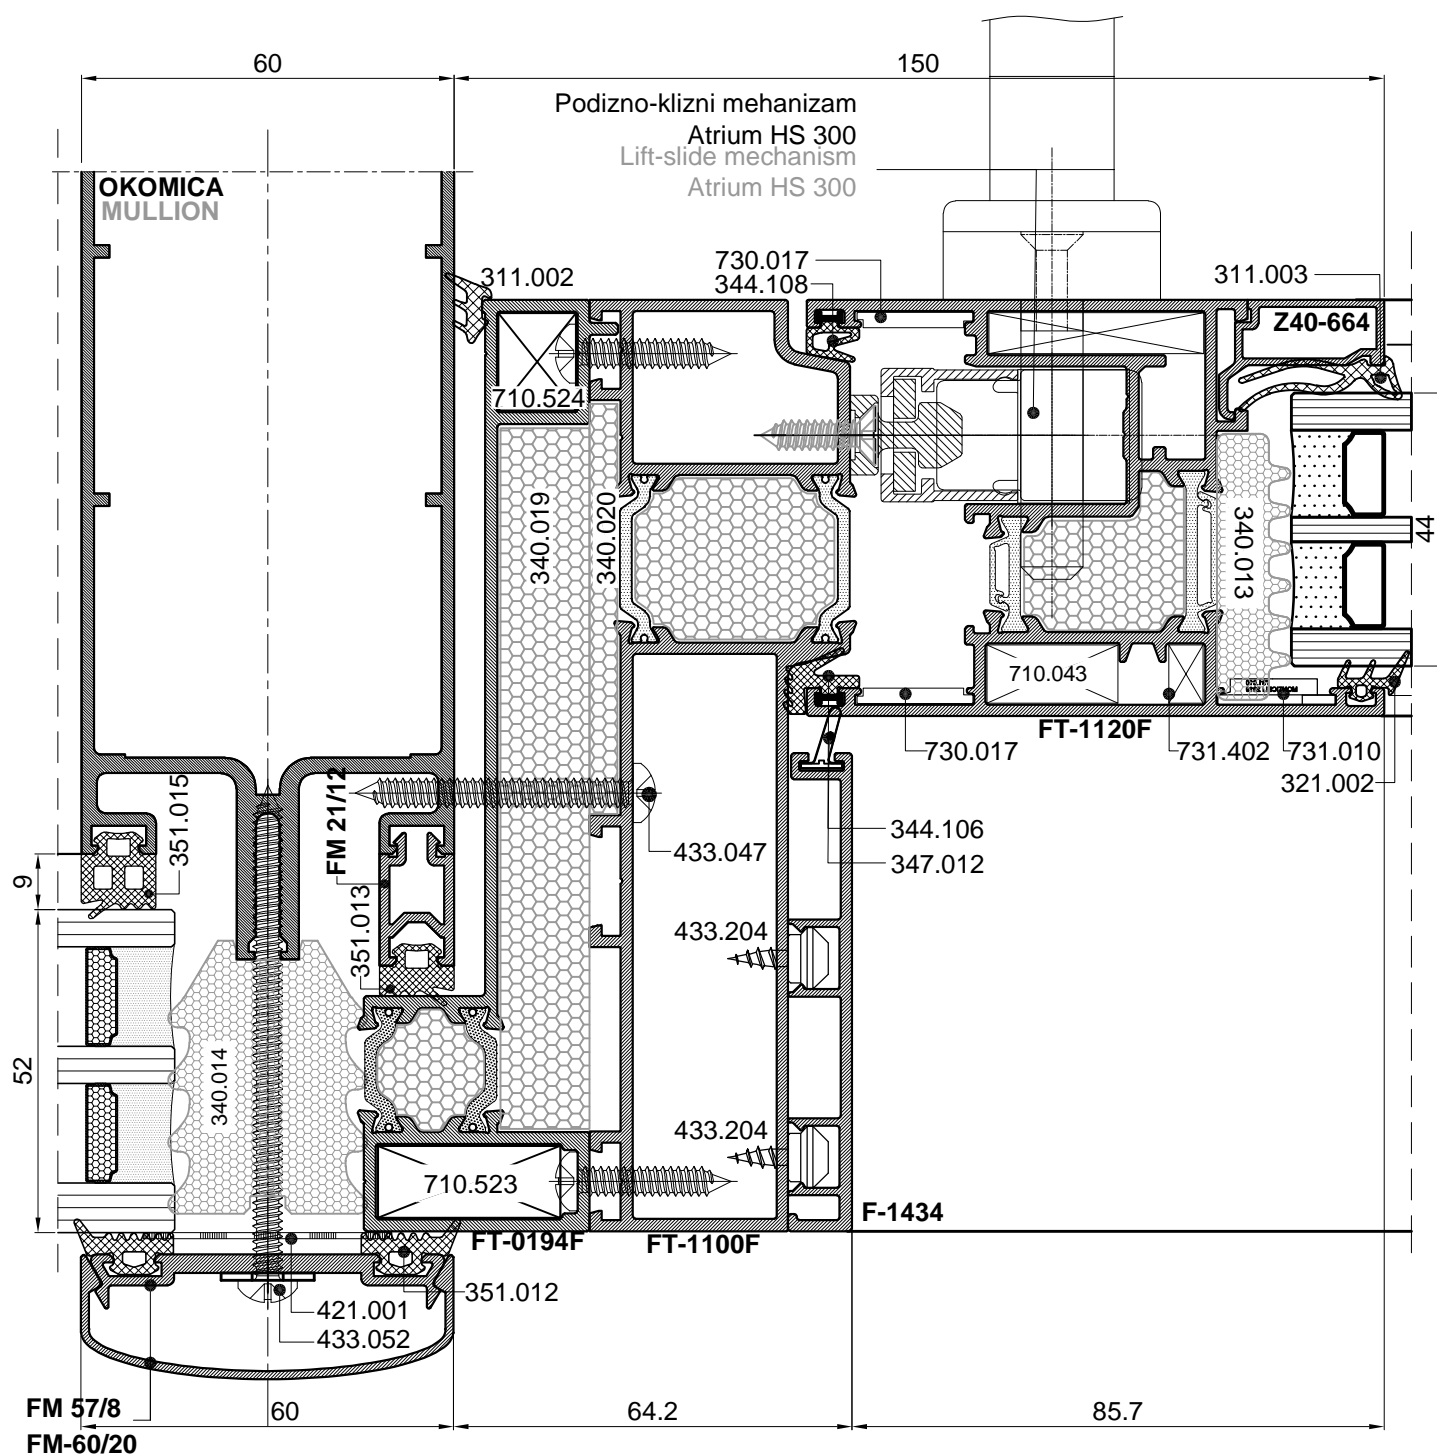 60
150
Podizno-klizni mehanizam
Atrium HS 300
Lift-slide mechanism
Atrium HS 300
OKOMICA
MULLION
730.017
344.108
311.002
311.003
Z40-664
710.524
340.019
340.020
340.013
44
710.043
FT-1120F
730.017
731.402
731.010
321.002
351.015
FM 21/12
344.106
347.012
433.047
9
351.013
433.204
52
340.014
433.204
710.523
F-1434
FT-0194F
FT-1100F
351.012
421.001
433.052
FM 57/8
FM-60/20
60
64.2
85.7